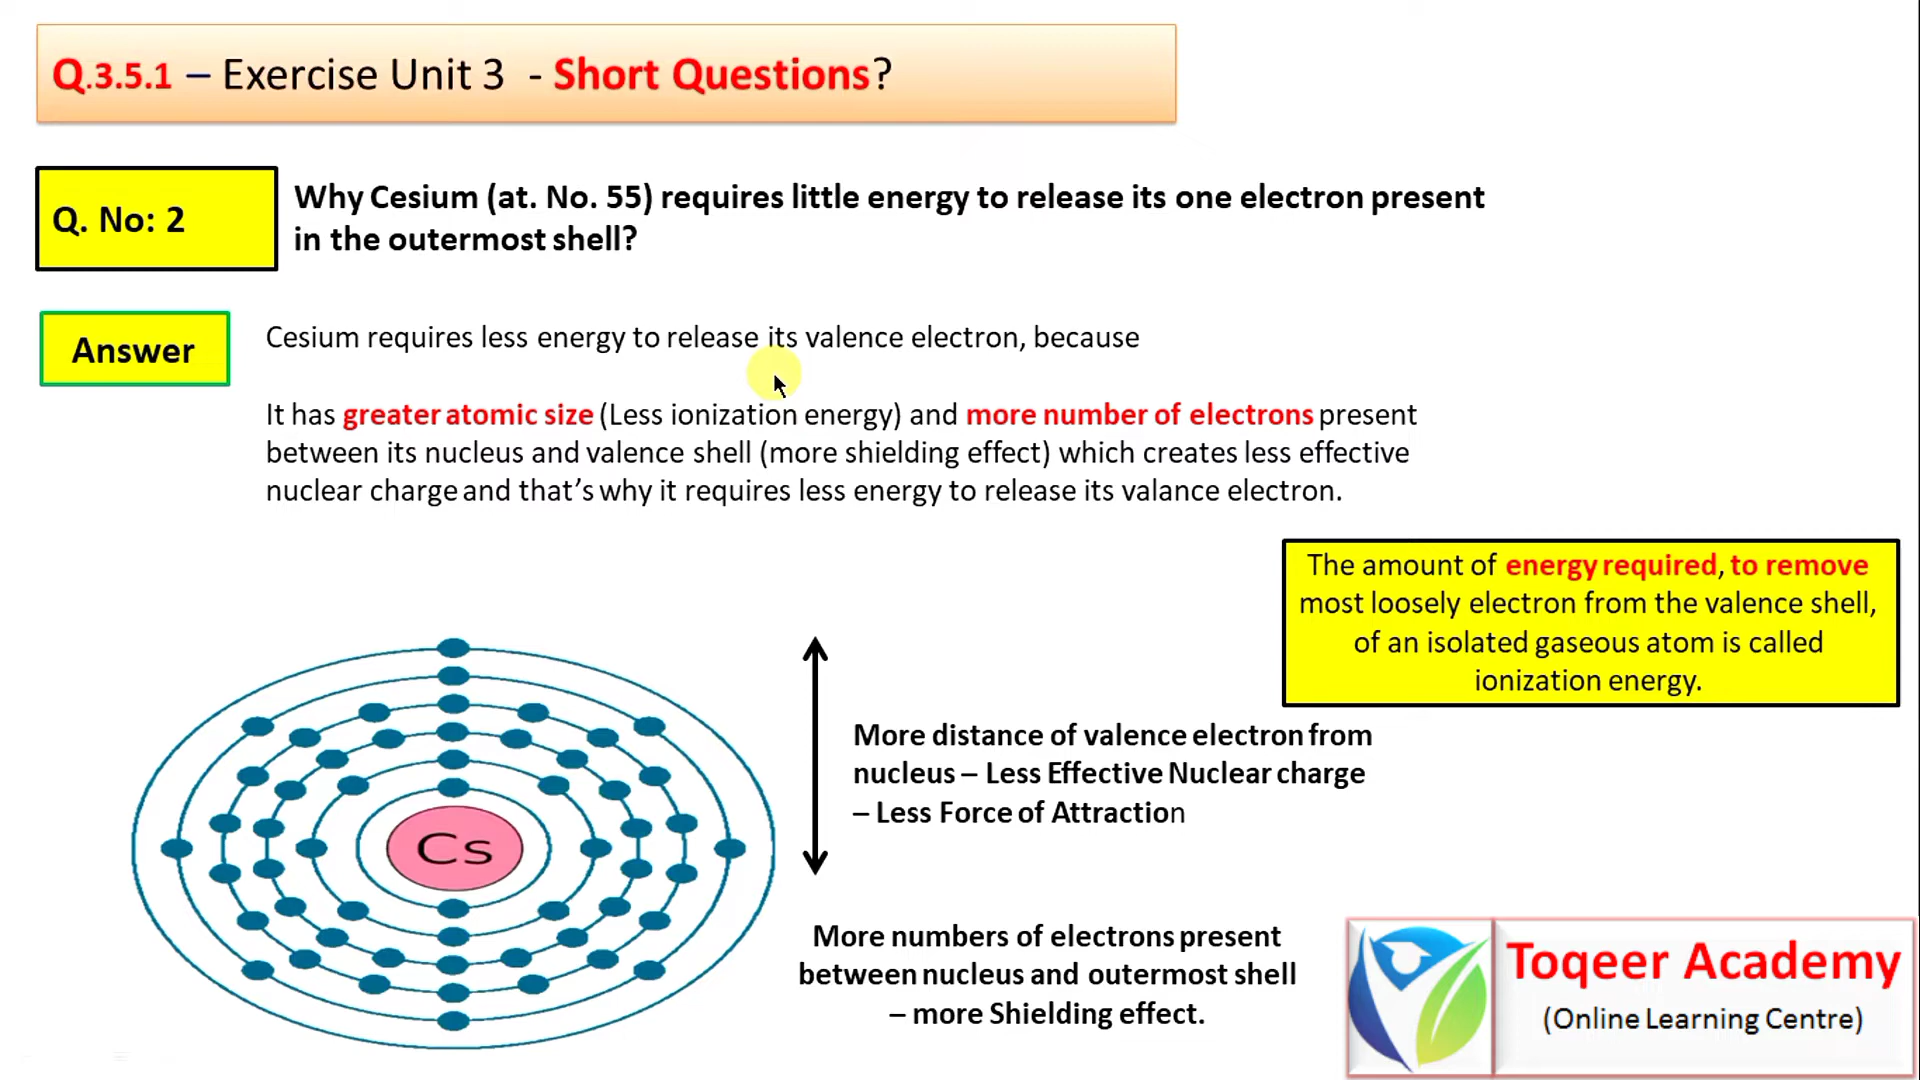 Q.3.5.1 – Exercise Unit 3 - Short Questions?
Q. No: 2
Why Cesium (at. No. 55) requires little energy to release its one electron present
in the outermost shell?
Answer
Cesium requires less energy to release its valence electron, because
It has greater atomic size (Less ionization energy) and more number of electrons present
between its nucleus and valence shell (more shielding effect) which creates less effective
nuclear charge and that’s why it requires less energy to release its valance electron.
The amount of energy required, to remove
most loosely electron from the valence shell,
of an isolated gaseous atom is called
ionization energy.
Cs
More distance of valence electron from
nucleus – Less Effective Nuclear charge
– Less Force of Attraction
More numbers of electrons present
between nucleus and outermost shell
– more Shielding effect.
Toqeer Academy
(Online Learning Centre)